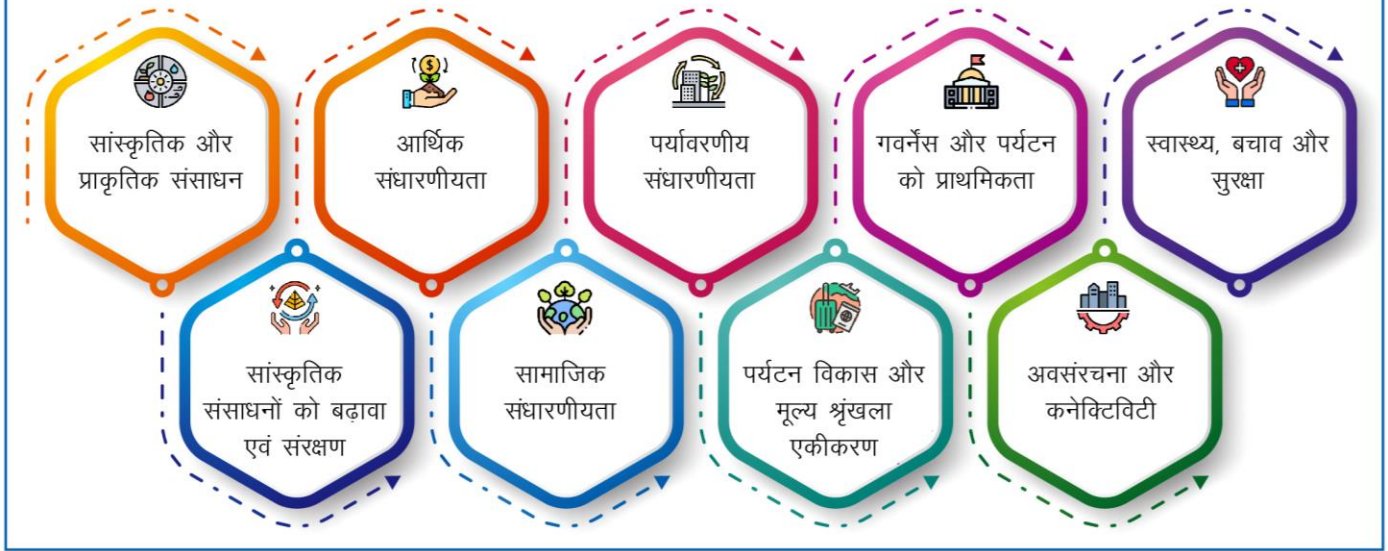 सांस्कृतिक और
प्राकृतिक संसाधन
आर्थिक
संधारणीयता
पर्यावरणीय
संधारणीयता
गवर्नेंस और पर्यटन
को प्राथमिकता
स्वास्थ्य, बचाव और
सुरक्षा
सांस्कृतिक
संसाधनों को बढ़ावा
एवं संरक्षण
सामाजिक
संधारणीयता
पर्यटन विकास और
मूल्य श्रृंखला
एकीकरण
अवसंरचना और
कनेक्टिविटी